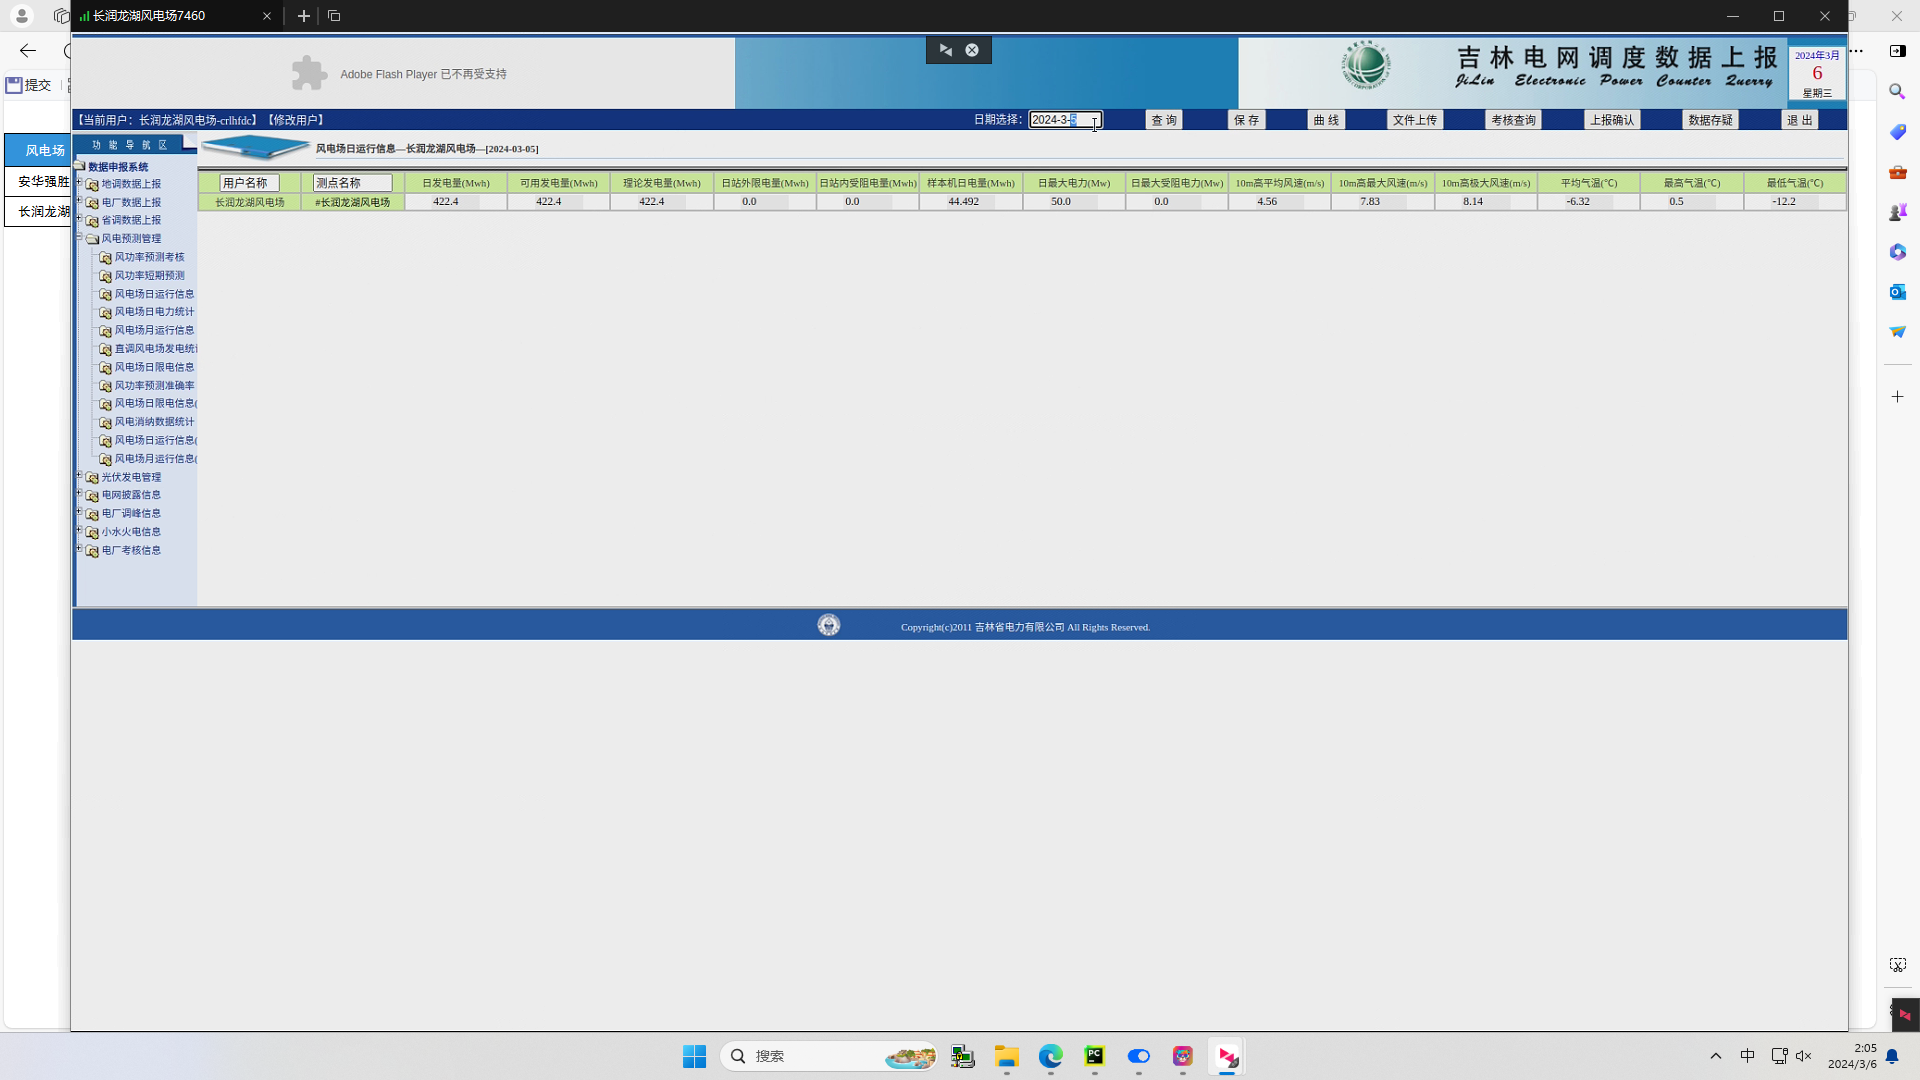 长润龙湖风电场7460
提交
Adobe Flash Player 已不再受支持
吉林电网调度数据上报
JiLin Electronic Power Counter Querry
2024年3月
6
星期三
【当前用户：长润龙湖风电场-crlhfdc】【修改用户】
日期选择：
2024-3-5
查 询
保 存
曲 线
文件上传
考核查询
上报确认
数据存疑
退 出
风电场
安华强胜
长润龙湖
功 能 导 航 区
数据申报系统
地调数据上报
电厂数据上报
省调数据上报
风电预测管理
风功率预测考核
风功率短期预测
风电场日运行信息
风电场日电力统计
风电场月运行信息
直调风电场发电统
风电场日限电信息
风功率预测准确率
风电场日限电信息(
风电消纳数据统计
风电场日运行信息(
风电场月运行信息(
光伏发电管理
电网披露信息
电厂调峰信息
小水火电信息
电厂考核信息
风电场日运行信息—长润龙湖风电场—[2024-03-05]
用户名称 测点名称 日发电量(Mwh) 可用发电量(Mwh) 理论发电量(Mwh) 日站外限电量(Mwh) 日站内受阻电量(Mwh) 样本机日电量(Mwh) 日最大电力(Mw) 日最大受阻电力(Mw) 10m高平均风速(m/s) 10m高最大风速(m/s) 10m高极大风速(m/s) 平均气温(℃) 最高气温(℃) 最低气温(℃)
长润龙湖风电场 #长润龙湖风电场 422.4 422.4 422.4 0.0 0.0 44.492 50.0 0.0 4.56 7.83 8.14 -6.32 0.5 -12.2
Copyright(c)2011 吉林省电力有限公司 All Rights Reserved.
搜索
PC
中
2:05
2024/3/6